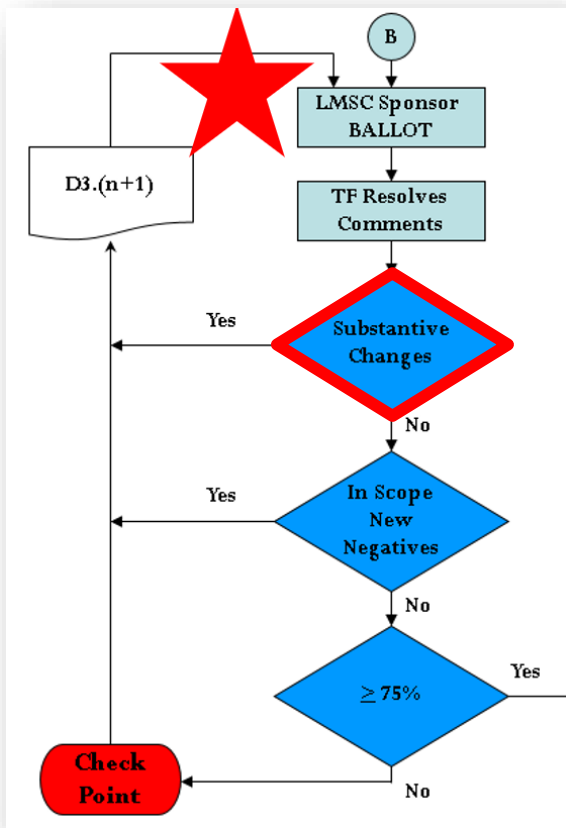 B
LMSC Sponsor
BALLOT
D3.(n+1)
TF Resolves
Comments
Yes
Substantive
Changes
No
Yes
In Scope
New
Negatives
No
≥ 75%
Yes
Check
Point
No